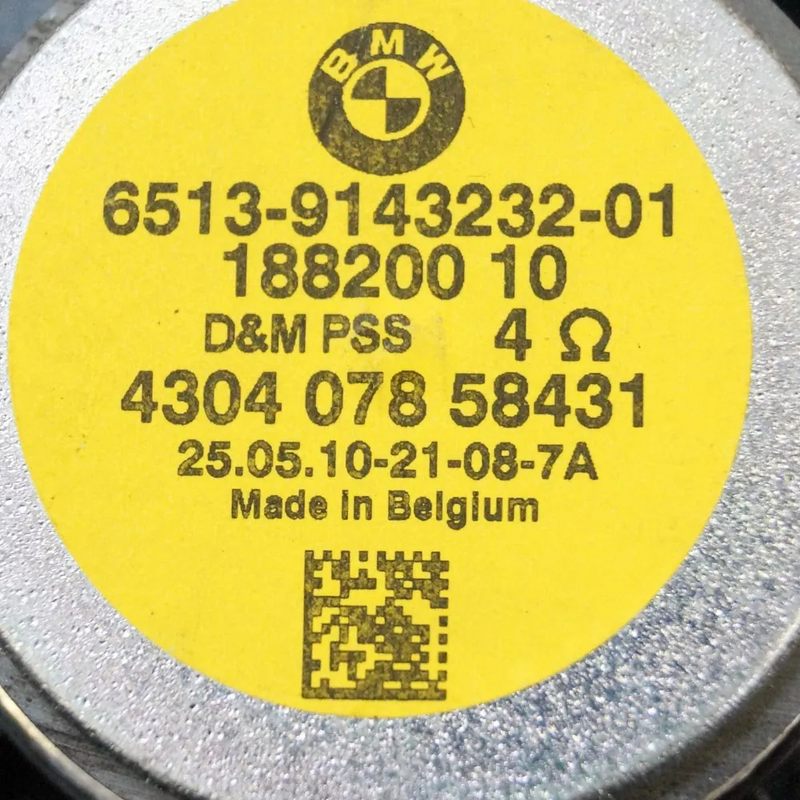 BMW
6513-9143232-01
188200 10
D&M PSS 4 Ω
4304 078 58431
25.05.10-21-08-7A
Made in Belgium